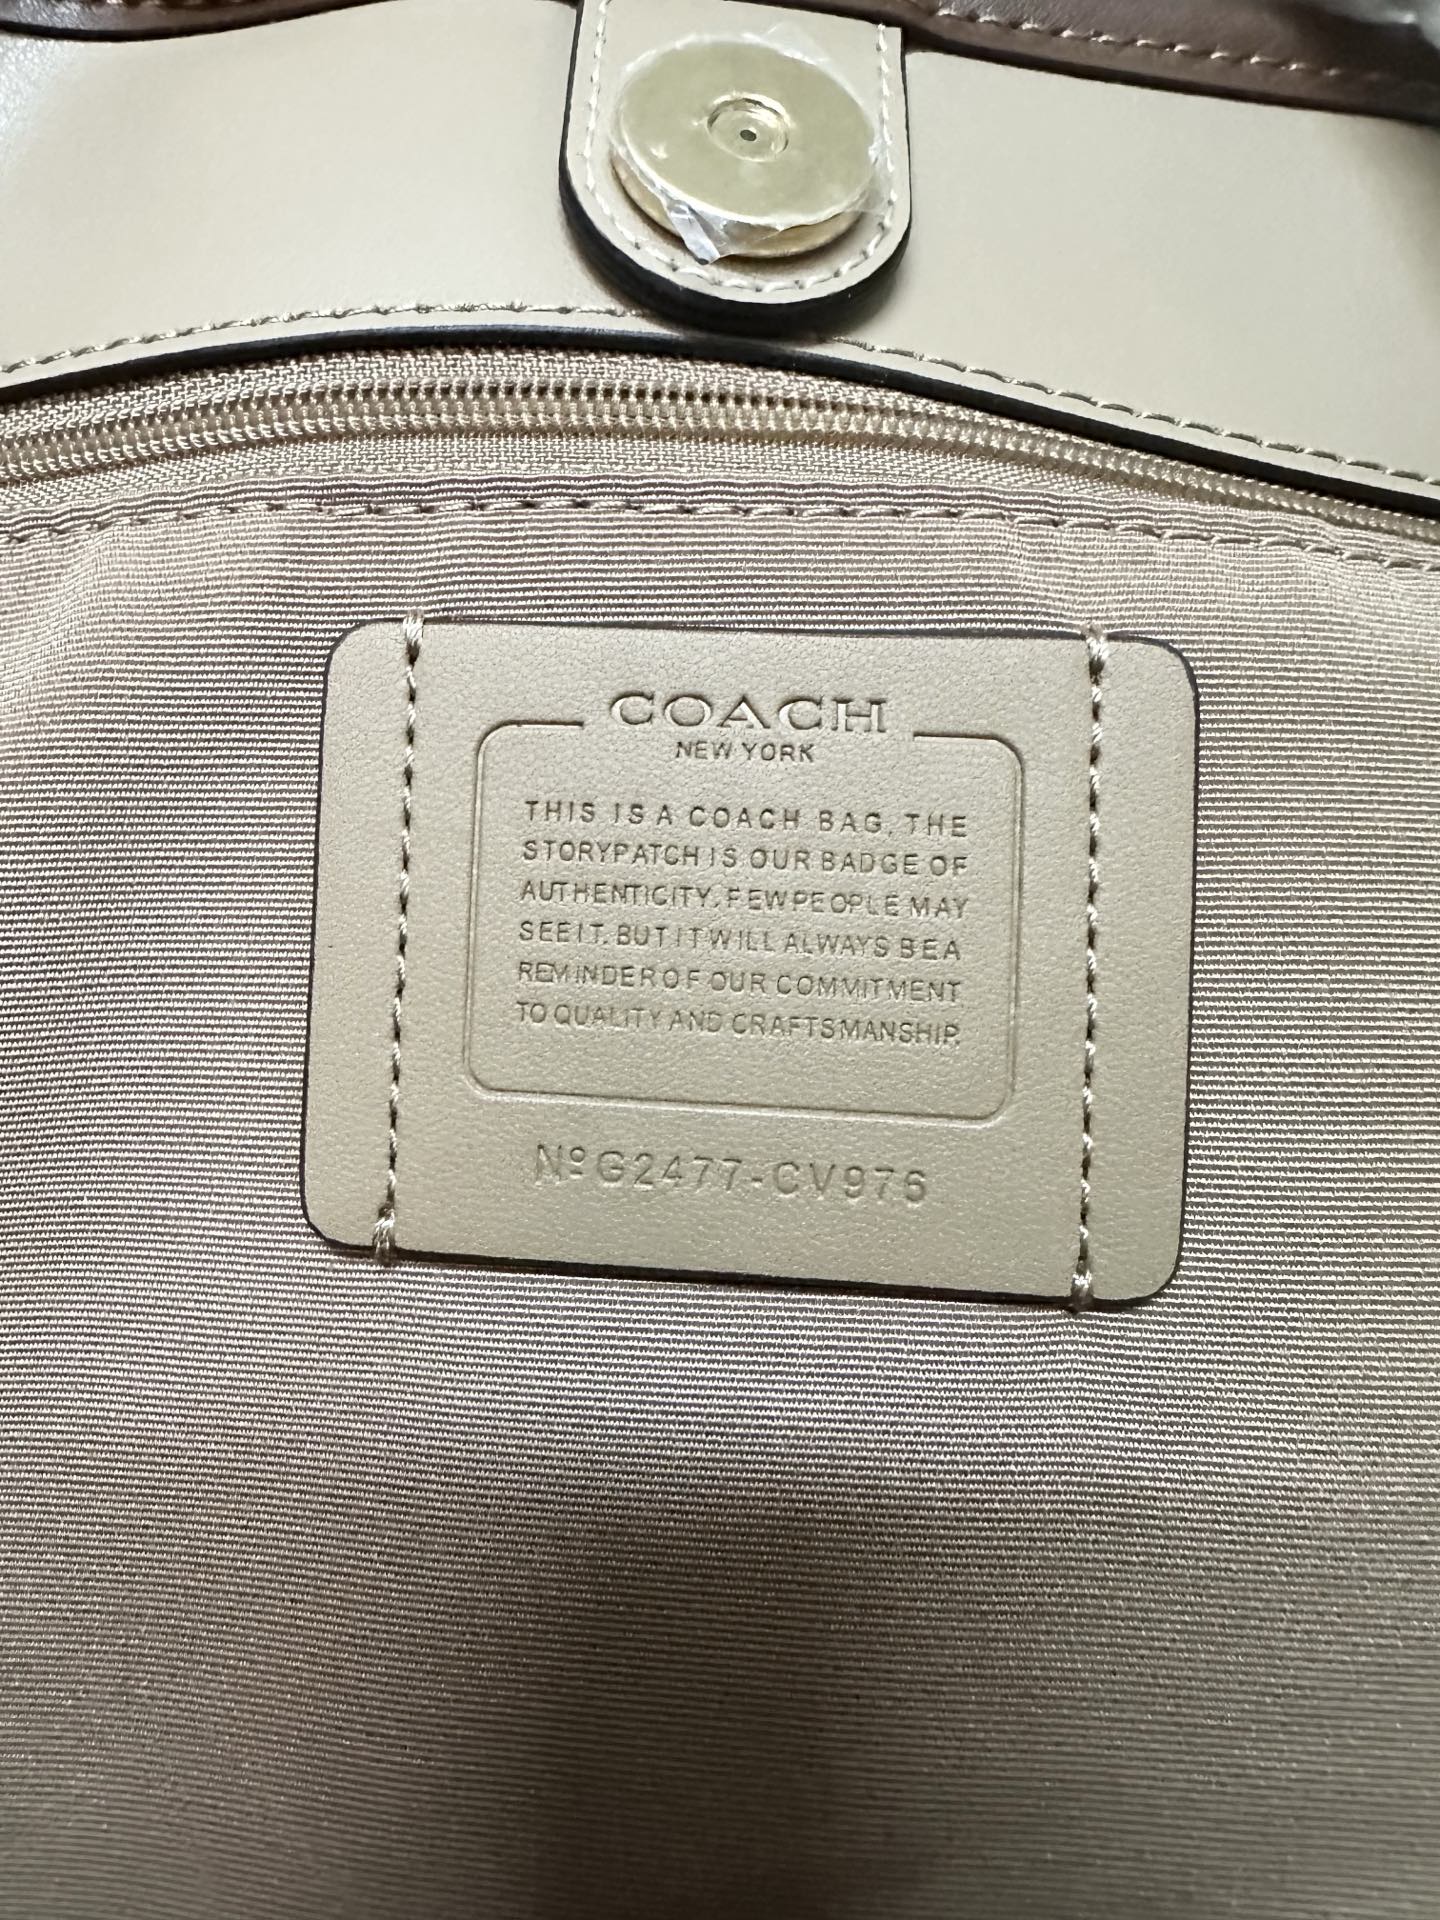 COACH
NEW YORK
THIS IS A COACH BAG, THE
STORYPATCH IS OUR BADGE OF
AUTHENTICITY. FEW PEOPLE MAY
SEE IT. BUT IT WILL ALWAYS BE A
REMINDER OF OUR COMMITMENT
TO QUALITY AND CRAFTSMANSHIP.
Nº G2477-CV976